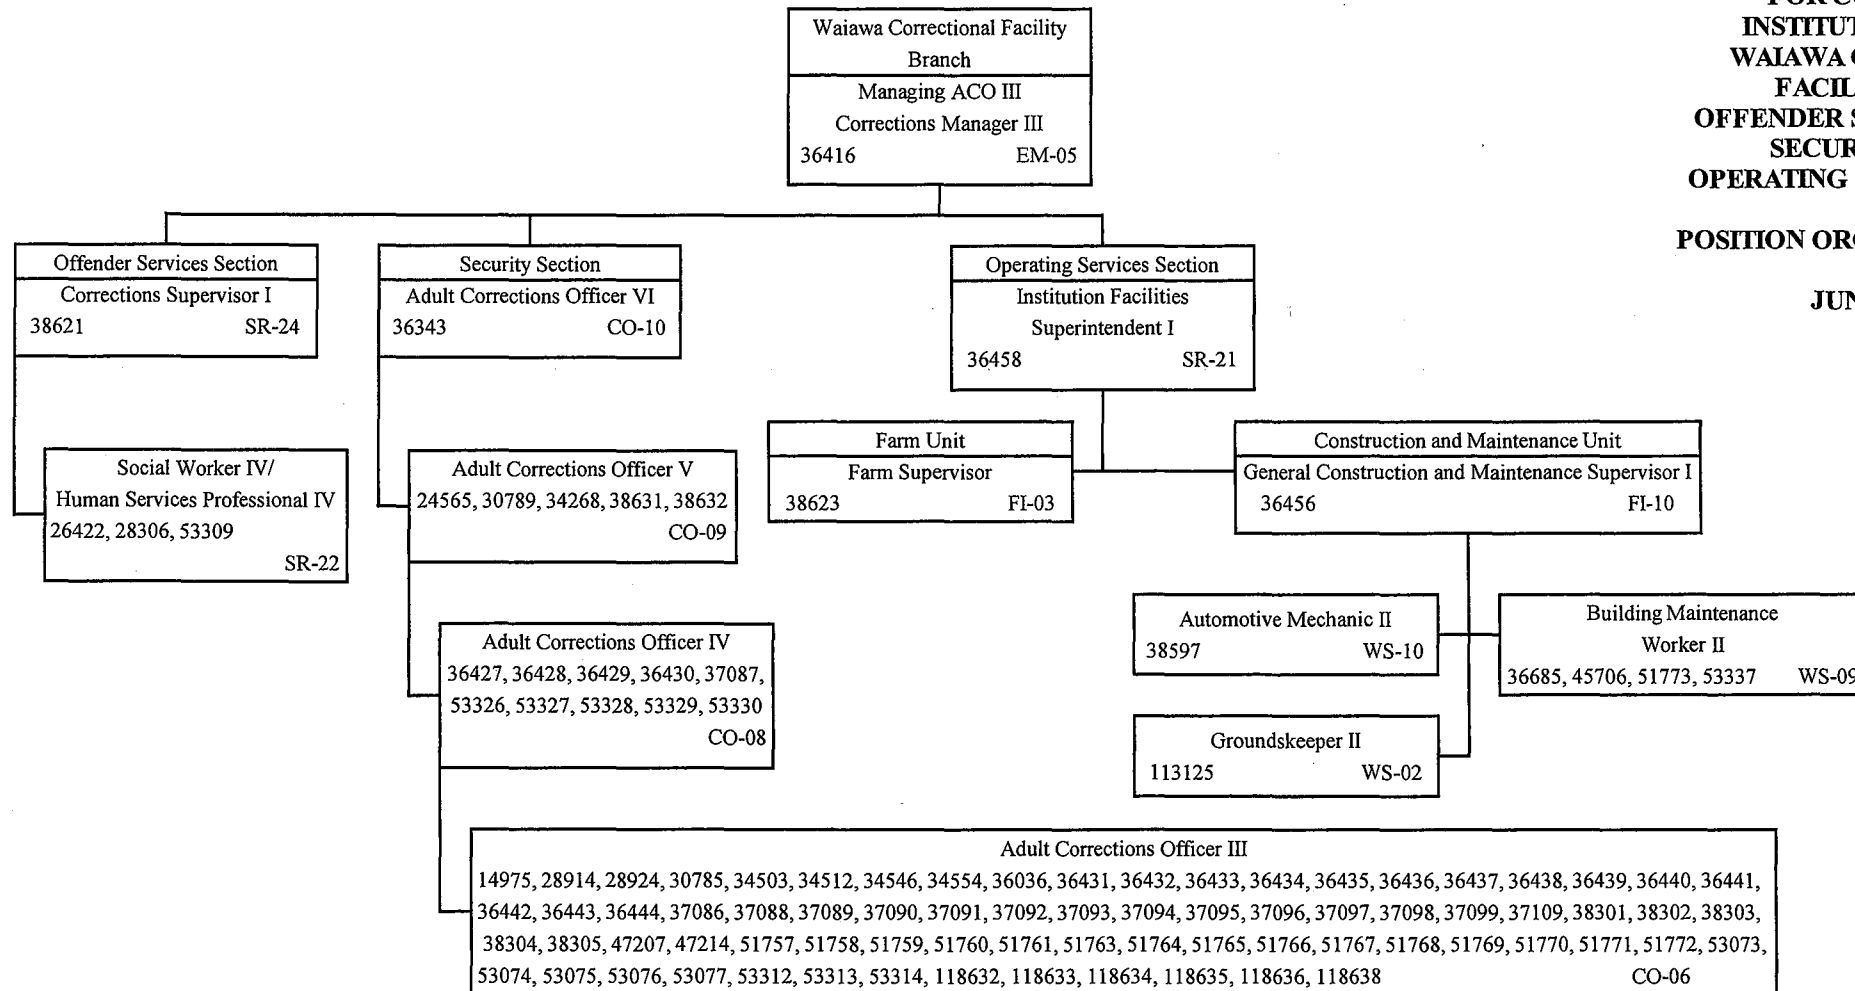 Waiawa Correctional Facility
Branch
Managing ACO III
Corrections Manager III
36416 EM-05
INSTITUT
WAIAWA
FACIL
OFFENDER
SECUR
OPERATING
POSITION ORG
JUN
Offender Services Section
Corrections Supervisor I
38621 SR-24
Security Section
Adult Corrections Officer VI
36343 CO-10
Operating Services Section
Institution Facilities
Superintendent I
36458 SR-21
Social Worker IV/
Human Services Professional IV
26422, 28306, 53309
SR-22
Adult Corrections Officer V
24565, 30789, 34268, 38631, 38632
CO-09
Farm Unit
Farm Supervisor
38623 FI-03
Construction and Maintenance Unit
General Construction and Maintenance Supervisor I
36456 FI-10
Adult Corrections Officer IV
36427, 36428, 36429, 36430, 37087,
53326, 53327, 53328, 53329, 53330
CO-08
Automotive Mechanic II
38597 WS-10
Building Maintenance
Worker II
36685, 45706, 51773, 53337 WS-09
Groundskeeper II
113125 WS-02
Adult Corrections Officer III
14975, 28914, 28924, 30785, 34503, 34512, 34546, 34554, 36036, 36431, 36432, 36433, 36434, 36435, 36436, 36437, 36438, 36439, 36440, 36441,
36442, 36443, 36444, 37086, 37088, 37089, 37090, 37091, 37092, 37093, 37094, 37095, 37096, 37097, 37098, 37099, 37109, 38301, 38302, 38303,
38304, 38305, 47207, 47214, 51757, 51758, 51759, 51760, 51761, 51763, 51764, 51765, 51766, 51767, 51768, 51769, 51770, 51771, 51772, 53073,
53074, 53075, 53076, 53077, 53312, 53313, 53314, 118632, 118633, 118634, 118635, 118636, 118638 CO-06